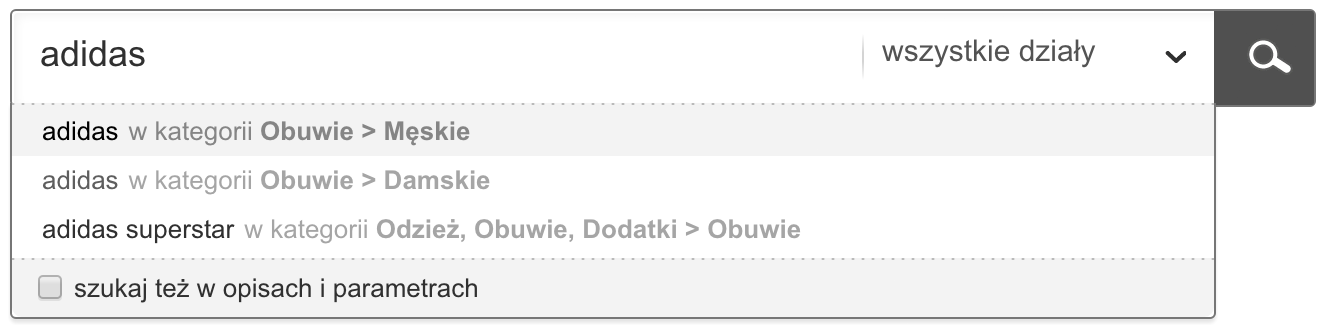 adidas wszystkie działy
adidas w kategorii Obuwie > Męskie
adidas w kategorii Obuwie > Damskie
adidas superstar w kategorii Odzież, Obuwie, Dodatki > Obuwie
szukaj też w opisach i parametrach